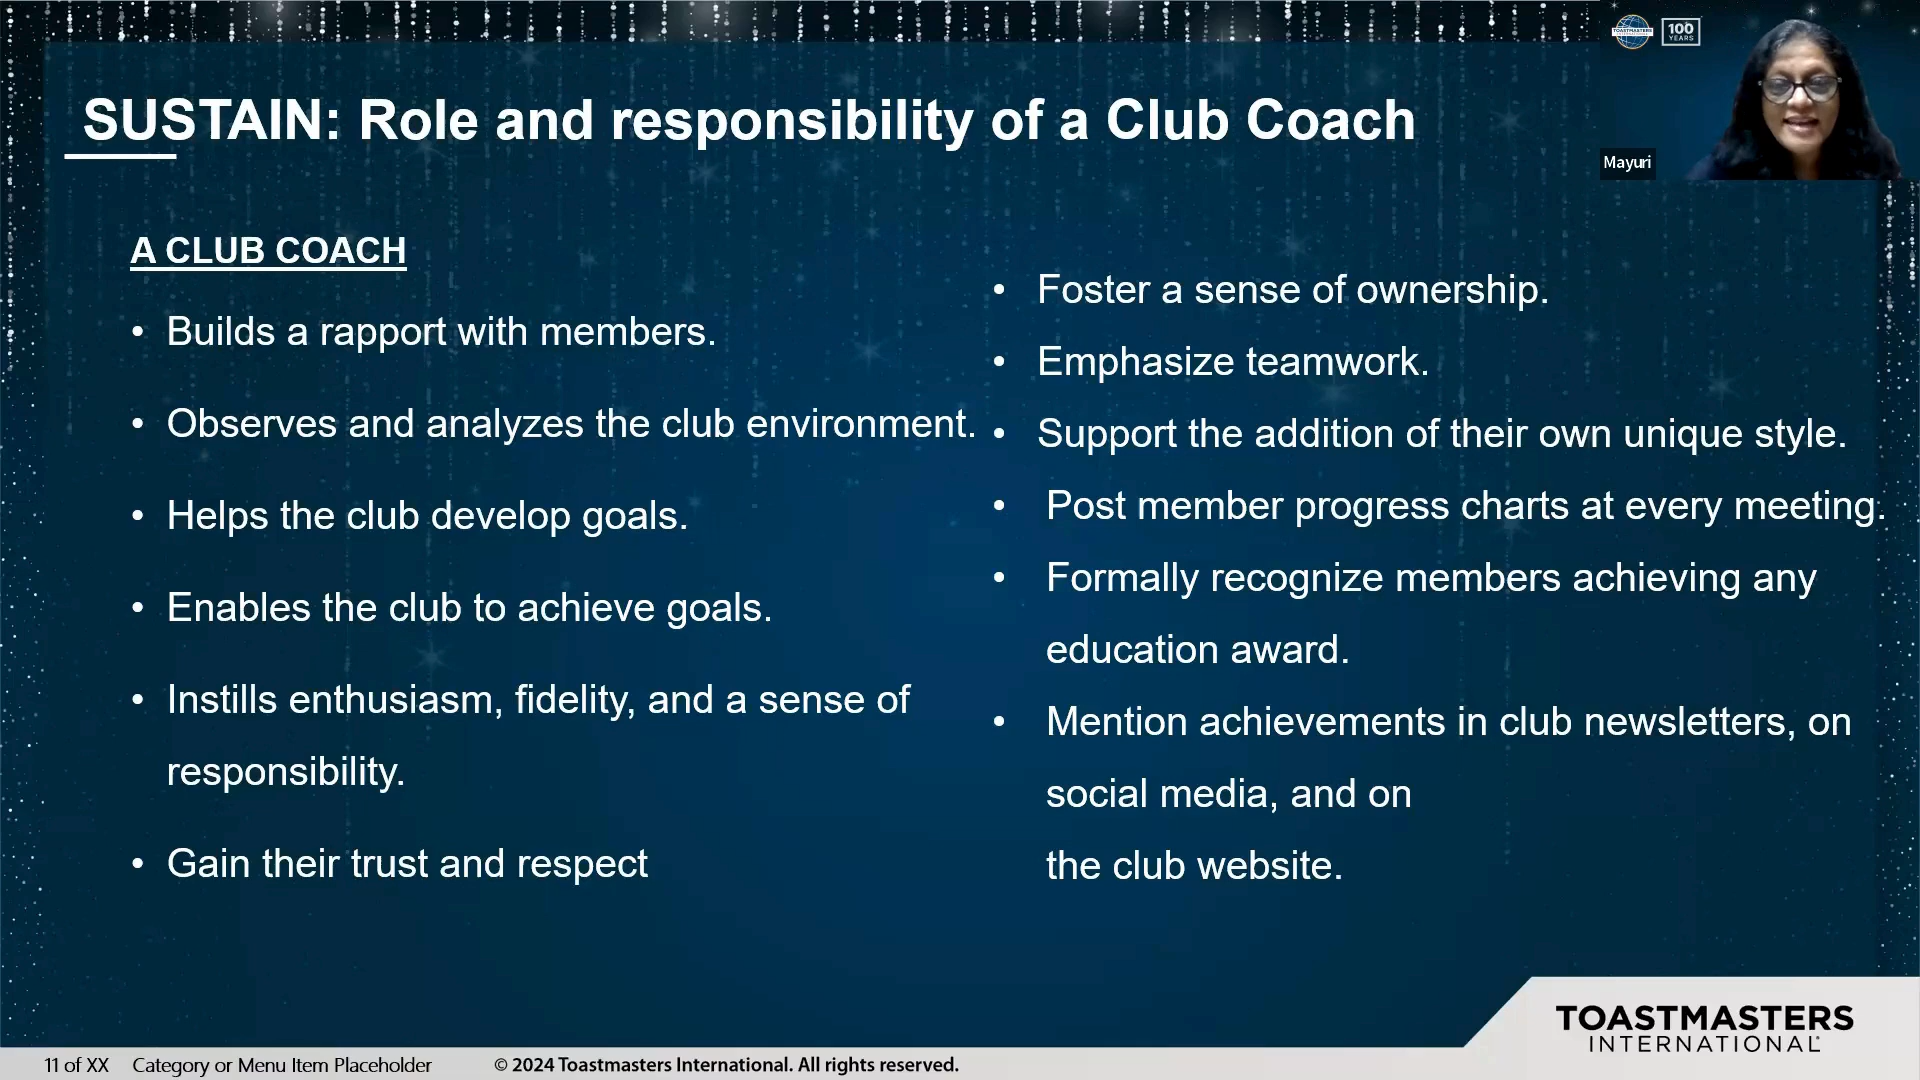 TOASTMASTERS
100
YEARS
SUSTAIN: Role and responsibility of a Club Coach
Mayuri
A CLUB COACH
• Builds a rapport with members.
• Observes and analyzes the club environment.
• Helps the club develop goals.
• Enables the club to achieve goals.
• Instills enthusiasm, fidelity, and a sense of
responsibility.
• Gain their trust and respect
• Foster a sense of ownership.
• Emphasize teamwork.
• Support the addition of their own unique style.
• Post member progress charts at every meeting.
• Formally recognize members achieving any
education award.
• Mention achievements in club newsletters, on
social media, and on
the club website.
TOASTMASTERS
INTERNATIONAL
11 of XX Category or Menu Item Placeholder © 2024 Toastmasters International. All rights reserved.